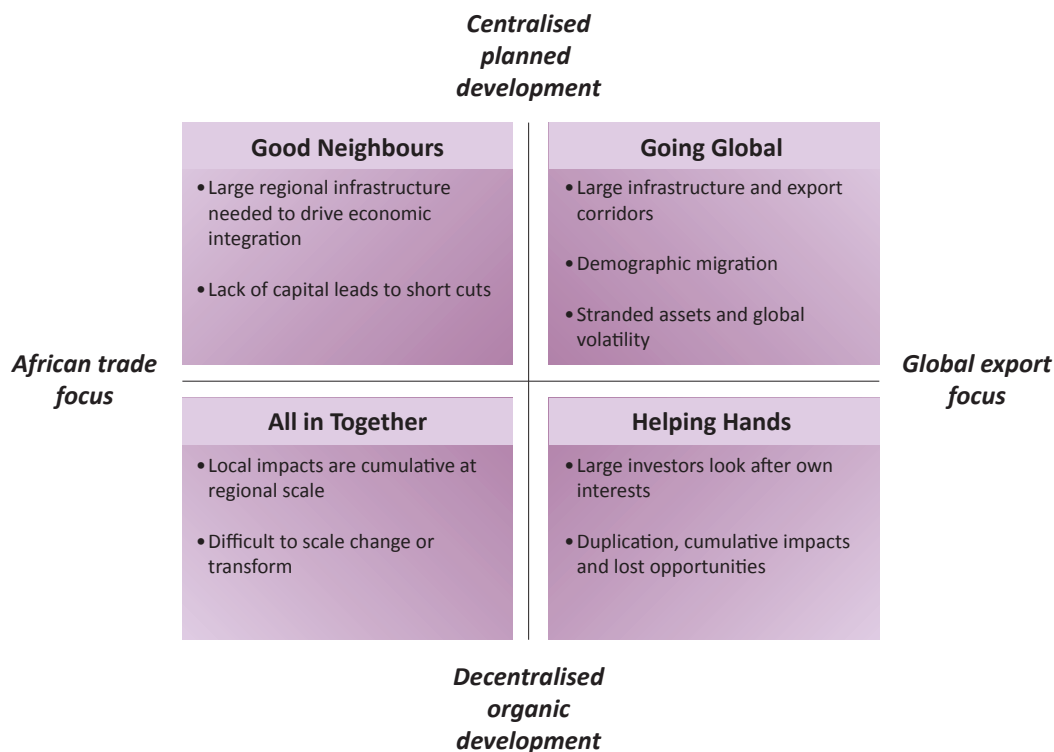 Centralised
planned
development
Good Neighbours
• Large regional infrastructure
needed to drive economic
integration
• Lack of capital leads to short cuts
Going Global
• Large infrastructure and export
corridors
• Demographic migration
• Stranded assets and global
volatility
African trade
focus
Global export
focus
All in Together
• Local impacts are cumulative at
regional scale
• Difficult to scale change or
transform
Helping Hands
• Large investors look after own
interests
• Duplication, cumulative impacts
and lost opportunities
Decentralised
organic
development